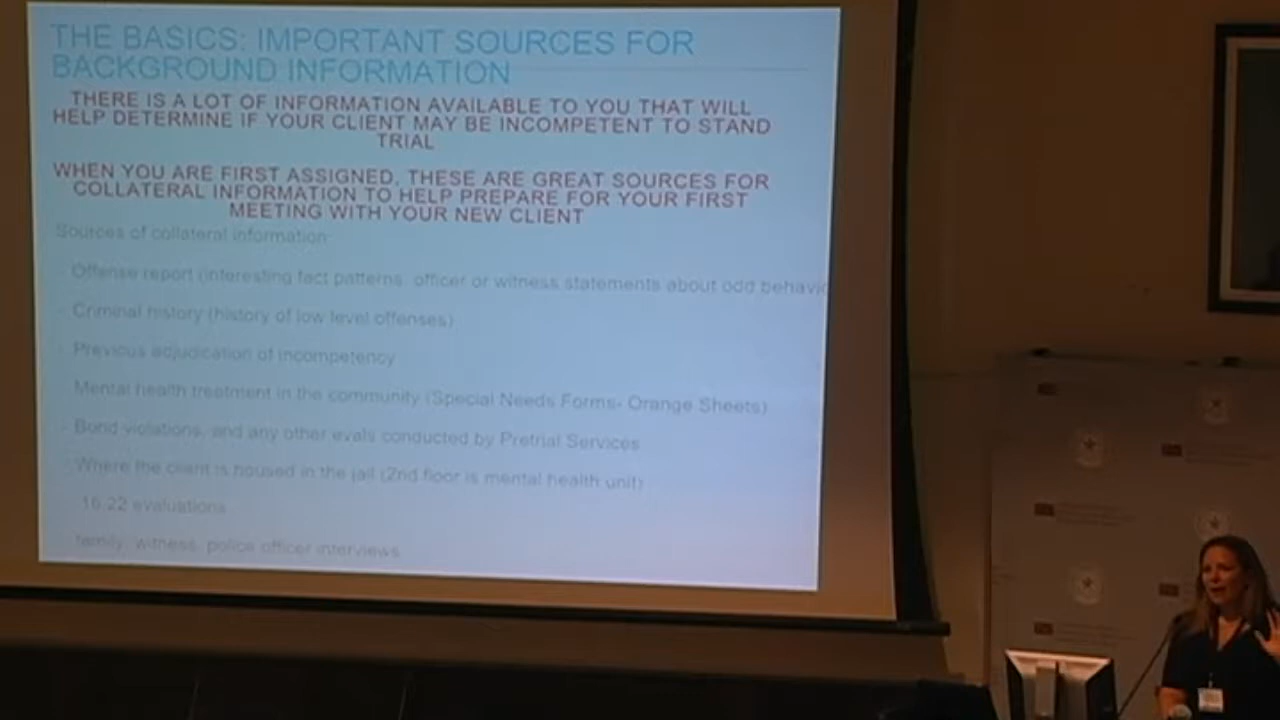 THE BASICS: IMPORTANT SOURCES FOR
BACKGROUND INFORMATION
THERE IS A LOT OF INFORMATION AVAILABLE TO YOU THAT WILL
HELP DETERMINE IF YOUR CLIENT MAY BE INCOMPETENT TO STAND
TRIAL
WHEN YOU ARE FIRST ASSIGNED, THESE ARE GREAT SOURCES FOR
COLLATERAL INFORMATION TO HELP PREPARE FOR YOUR FIRST
MEETING WITH YOUR NEW CLIENT
Sources of collateral information:
- Offense report (interesting fact patterns, officer or witness statements about odd behavio
- Criminal history (history of low level offenses)
- Previous adjudication of incompetency
- Mental health treatment in the community (Special Needs Forms- Orange Sheets)
- Bond violations, and any other evals conducted by Pretrial Services
- Where the client is housed in the jail (2nd floor is mental health unit)
- 16.22 evaluations
- family, witness, police officer interviews